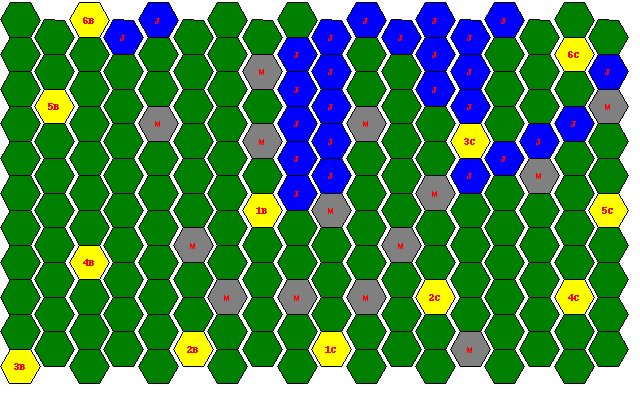 6B J J J J
J J J J
J J 6C
M J J J
J J
5B J J M
M J M J
M J 3C J
J J
J J M
J M
1B M 5C
M M
4B
M M M 2C 4C
2B 1C M
3B